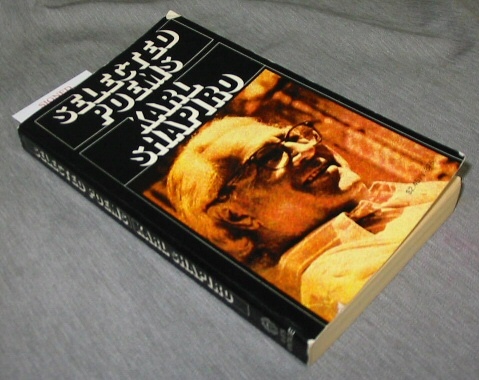 SELECTED
POEMS
KARL
SHAPIRO
SELECTED POEMS KARL SHAPIRO